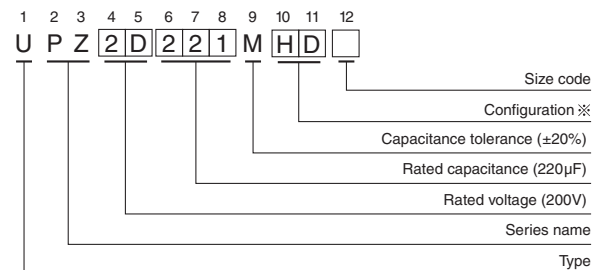 1 2 3 4 5 6 7 8 9 10 11 12
U P Z 2 D 2 2 1 M H D
Size code
Configuration ※
Capacitance tolerance (±20%)
Rated capacitance (220µF)
Rated voltage (200V)
Series name
Type